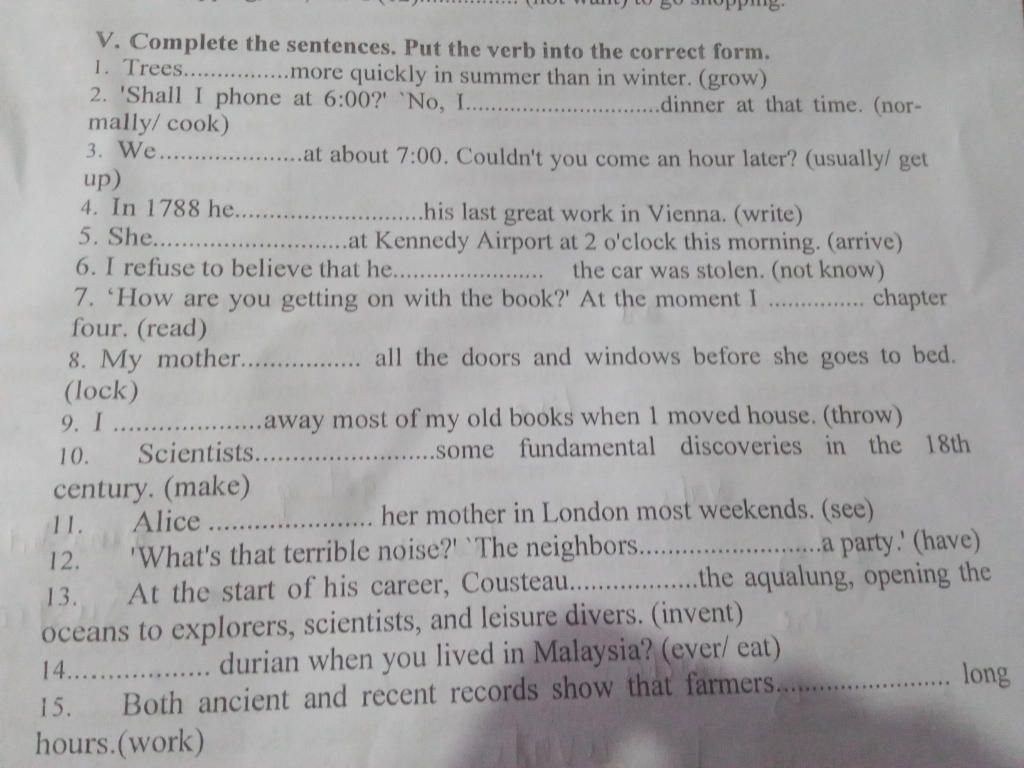 (not want) to go shopping.
V. Complete the sentences. Put the verb into the correct form.
1. Trees................more quickly in summer than in winter. (grow)
2. 'Shall I phone at 6:00?' `No, I..............................dinner at that time. (nor-
mally/ cook)
3. We......................at about 7:00. Couldn't you come an hour later? (usually/ get
up)
4. In 1788 he.............................his last great work in Vienna. (write)
5. She..............................at Kennedy Airport at 2 o'clock this morning. (arrive)
6. I refuse to believe that he....................... the car was stolen. (not know)
7. ‘How are you getting on with the book?' At the moment I ............... chapter
four. (read)
8. My mother.................. all the doors and windows before she goes to bed.
(lock)
9. I .......................away most of my old books when I moved house. (throw)
10. Scientists............................some fundamental discoveries in the 18th
century. (make)
11. Alice ......................... her mother in London most weekends. (see)
12. 'What's that terrible noise?' `The neighbors............................a party.' (have)
13. At the start of his career, Cousteau....................the aqualung, opening the
oceans to explorers, scientists, and leisure divers. (invent)
14...................... durian when you lived in Malaysia? (ever/ eat)
15. Both ancient and recent records show that farmers........................... long
hours.(work)